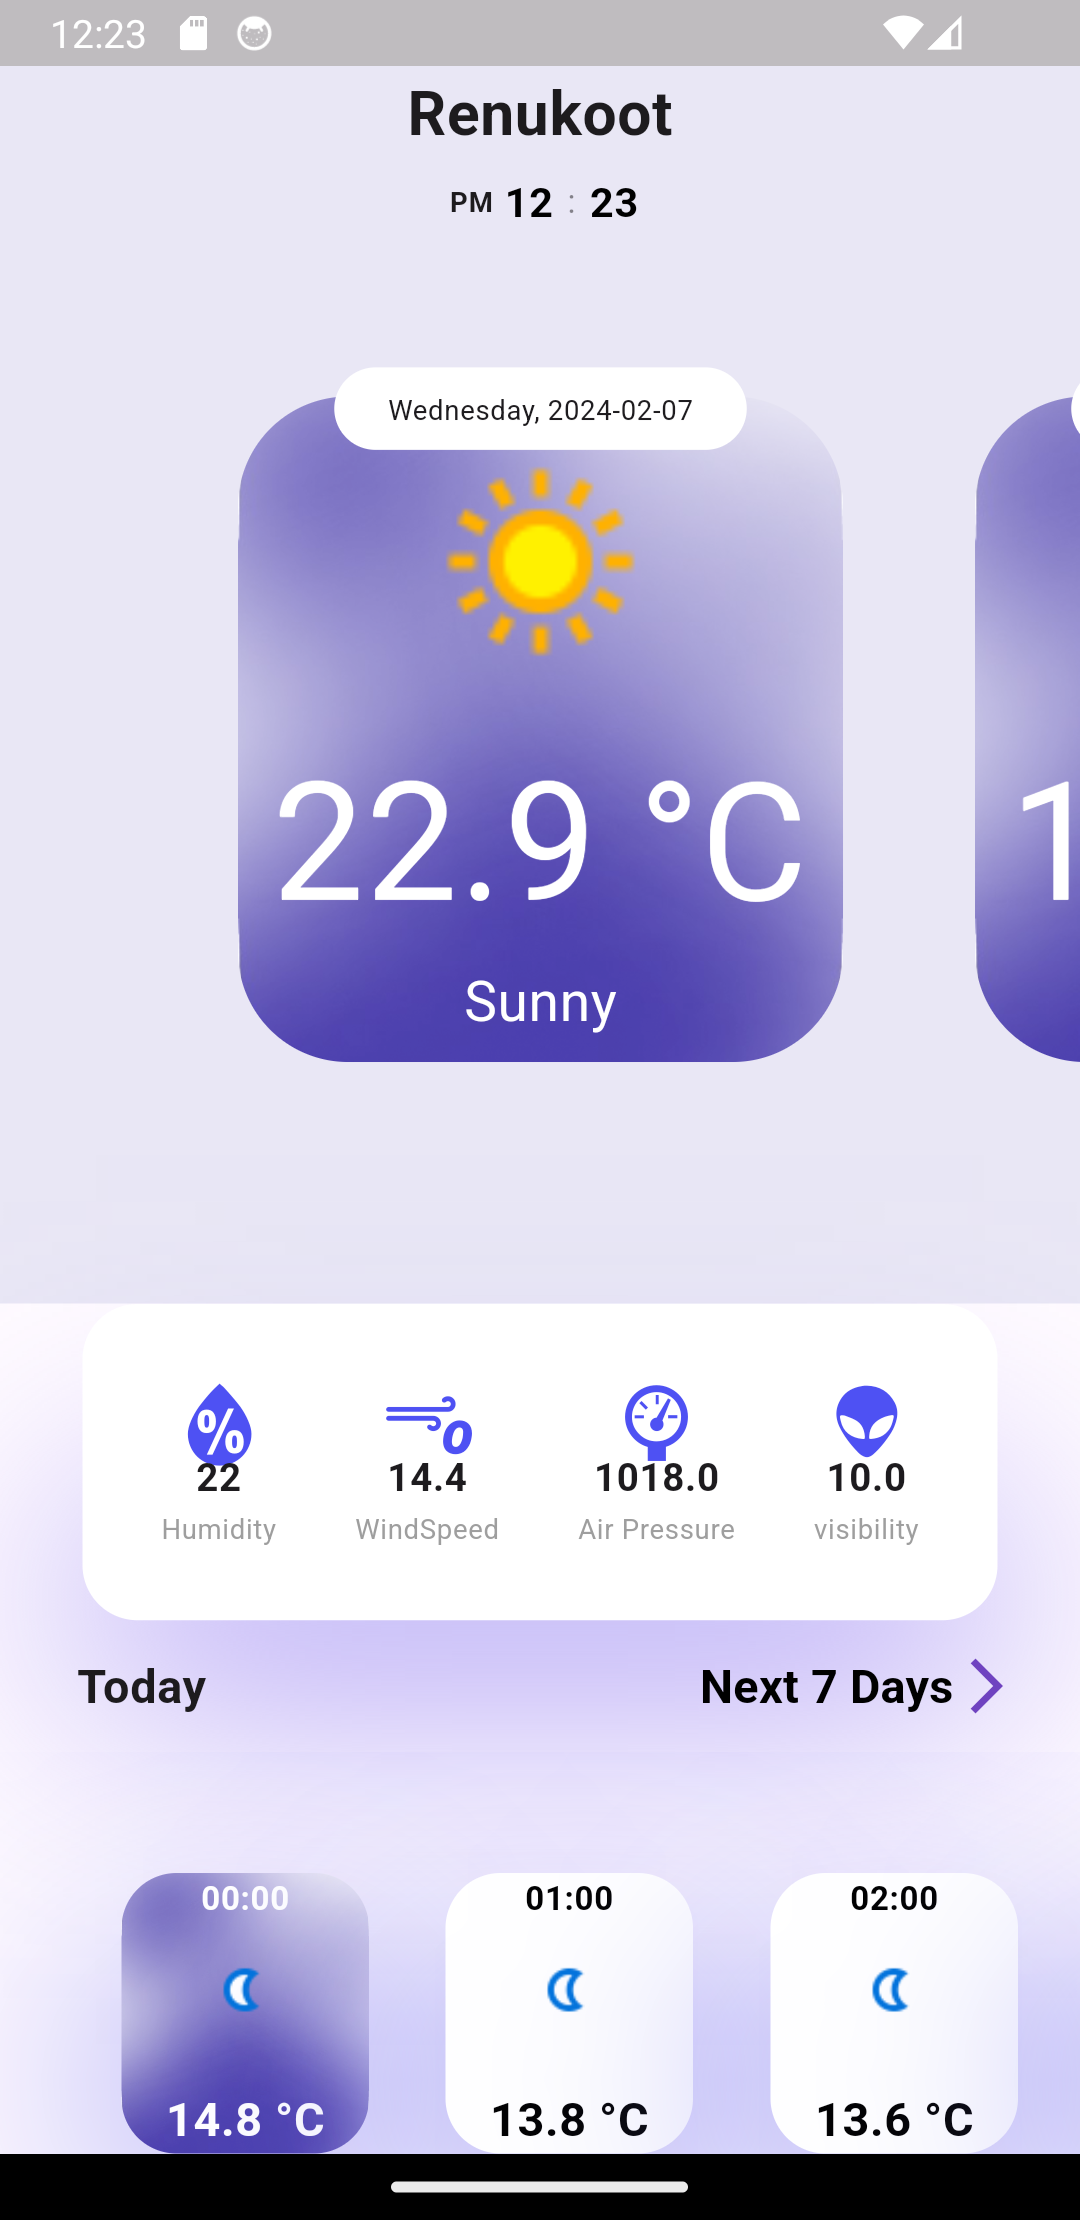 12:23
Renukoot
PM 12 : 23
Wednesday, 2024-02-07
22.9 °C
1
Sunny
%
22 14.4 1018.0 10.0
Humidity WindSpeed Air Pressure visibility
Today Next 7 Days
00:00 01:00 02:00
14.8 °C 13.8 °C 13.6 °C